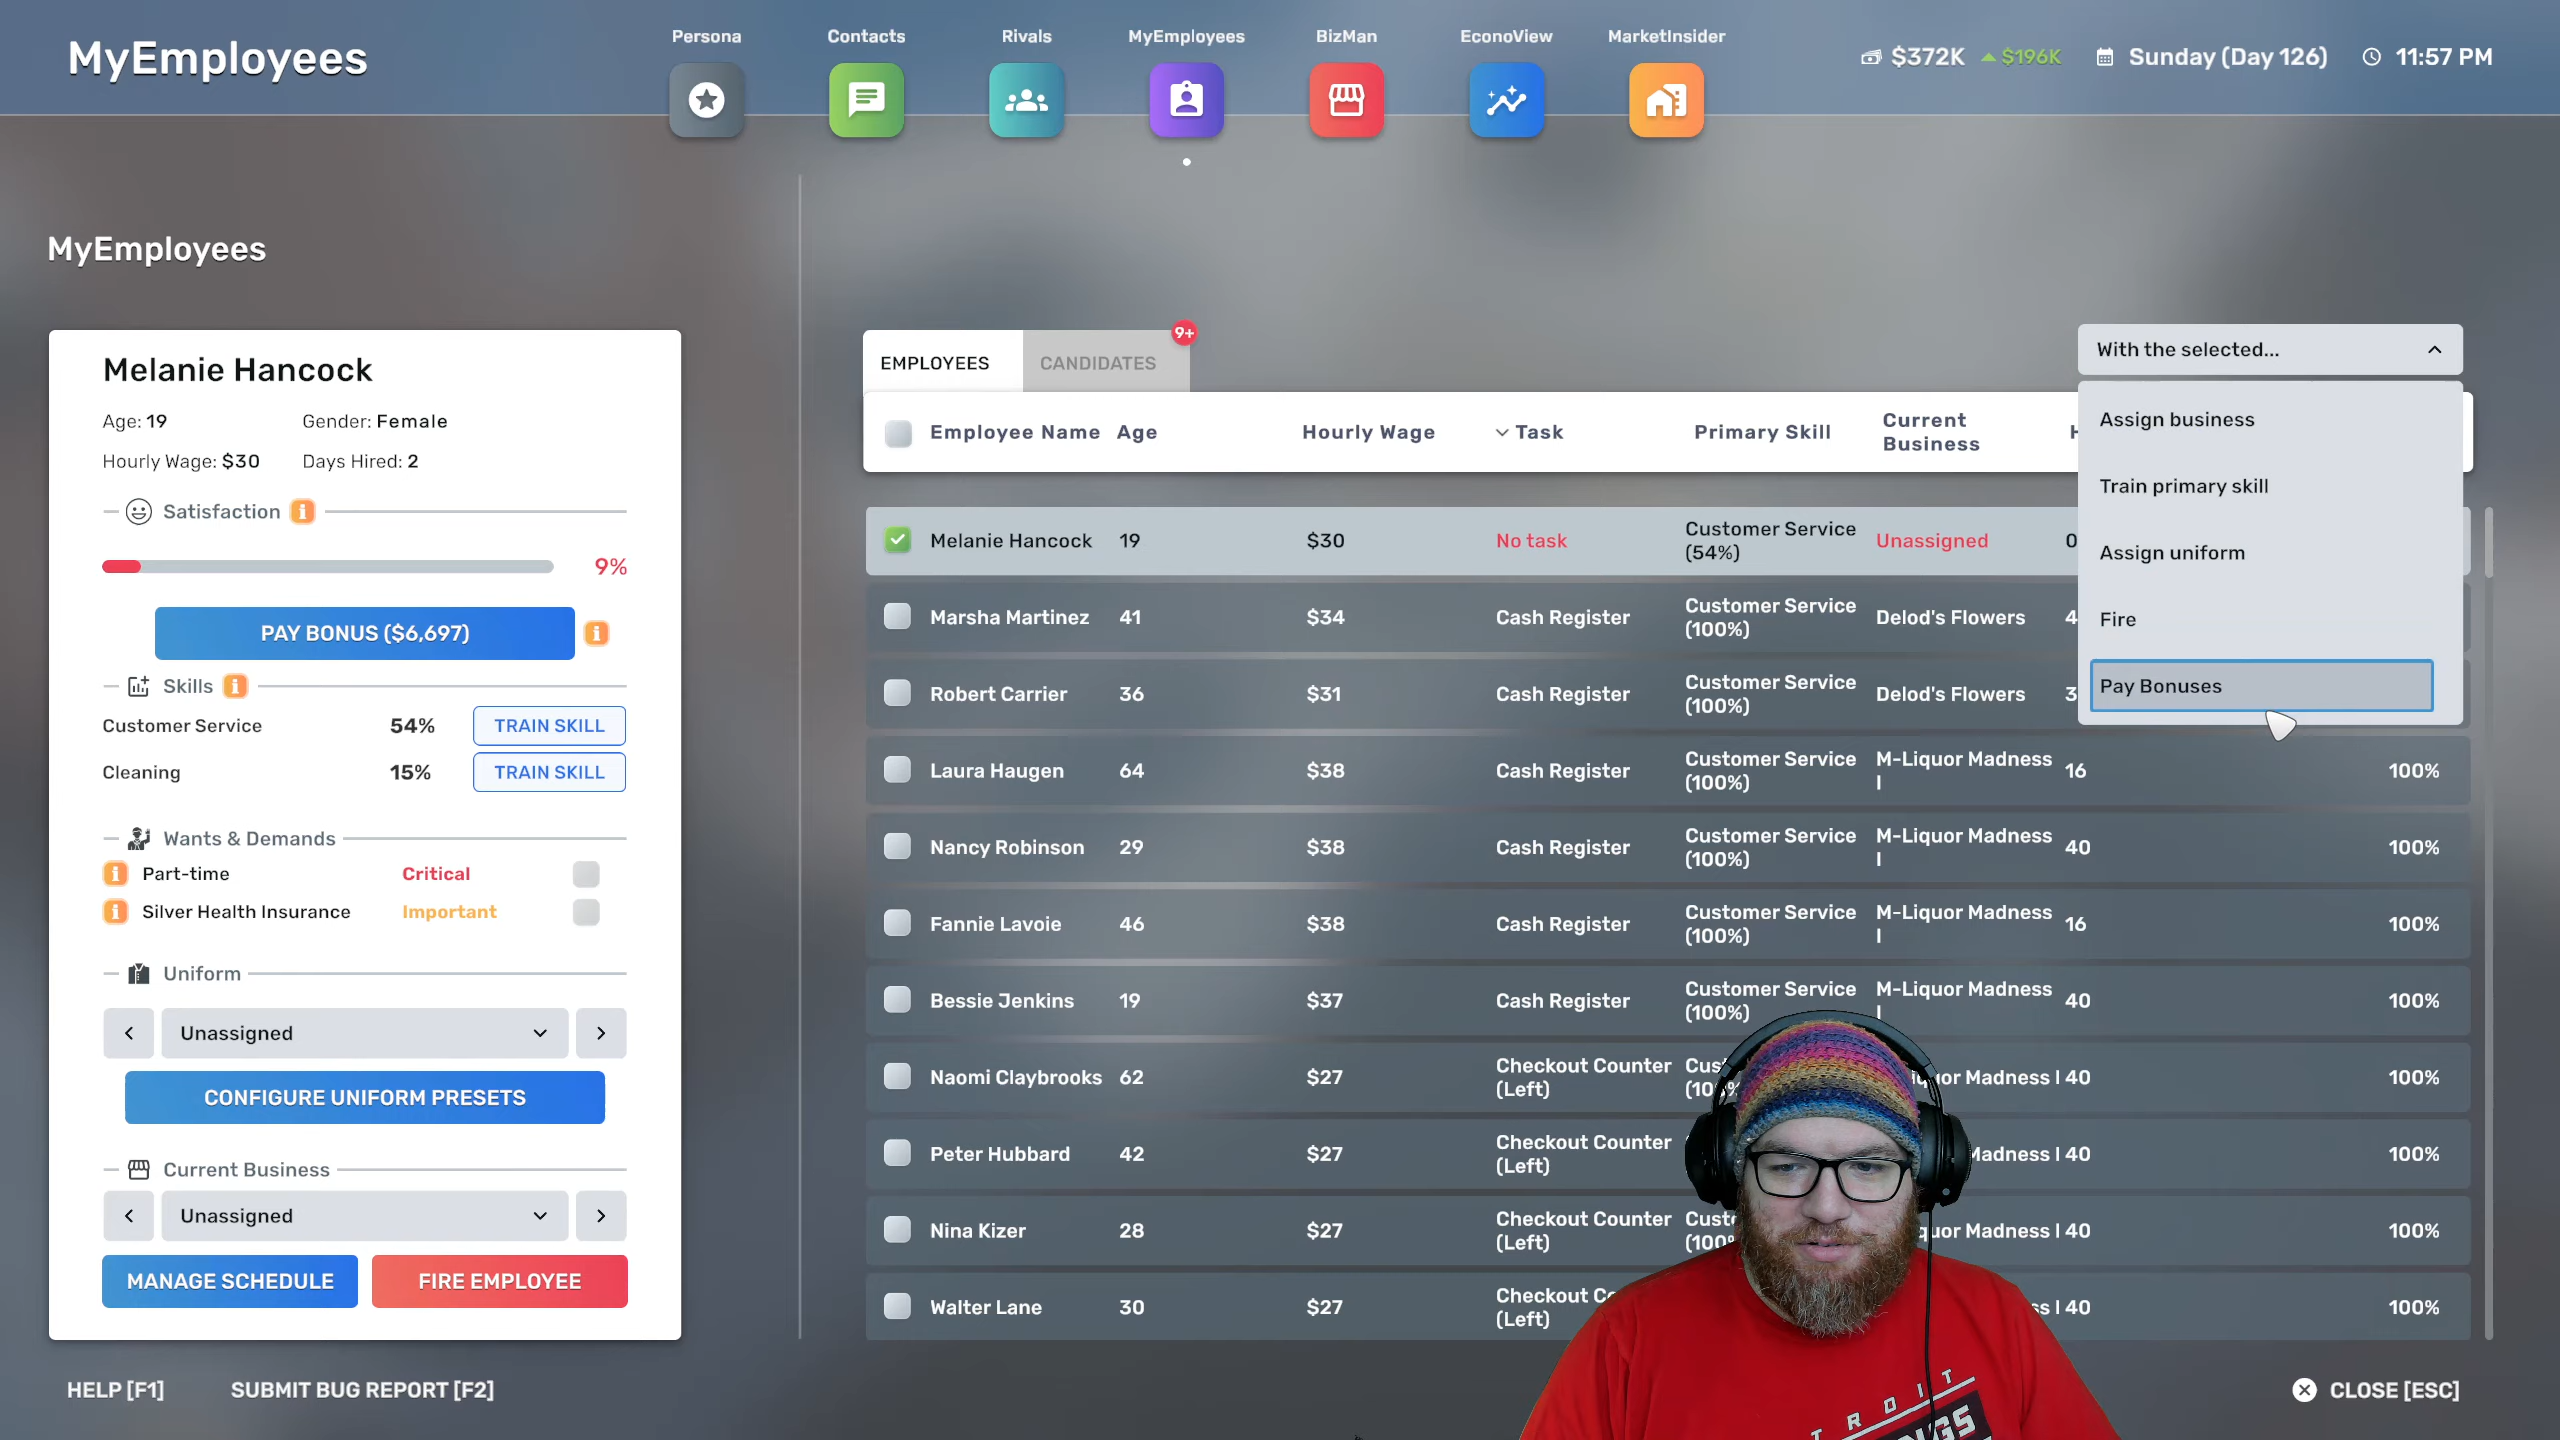 MyEmployees
Persona
Contacts
Rivals
MyEmployees
BizMan
EconoView
MarketInsider
$372K
$196K
Sunday (Day 126)
11:57 PM
MyEmployees
Melanie Hancock
Age: 19
Gender: Female
Hourly Wage: $30
Days Hired: 2
Satisfaction
9%
PAY BONUS ($6,697)
Skills
Customer Service 54% TRAIN SKILL
Cleaning 15% TRAIN SKILL
Wants & Demands
Part-time Critical
Silver Health Insurance Important
Uniform
Unassigned
CONFIGURE UNIFORM PRESETS
Current Business
Unassigned
MANAGE SCHEDULE
FIRE EMPLOYEE
EMPLOYEES
CANDIDATES
9+
With the selected...
Assign business
Train primary skill
Assign uniform
Fire
Pay Bonuses
Employee Name Age Hourly Wage Task Primary Skill Current
Business
Melanie Hancock 19 $30 No task Customer Service
(54%) Unassigned 0
Marsha Martinez 41 $34 Cash Register Customer Service
(100%) Delod's Flowers 4
Robert Carrier 36 $31 Cash Register Customer Service
(100%) Delod's Flowers 3
Laura Haugen 64 $38 Cash Register Customer Service
(100%) M-Liquor Madness
I 16 100%
Nancy Robinson 29 $38 Cash Register Customer Service
(100%) M-Liquor Madness
I 40 100%
Fannie Lavoie 46 $38 Cash Register Customer Service
(100%) M-Liquor Madness
I 16 100%
Bessie Jenkins 19 $37 Cash Register Customer Service
(100%) M-Liquor Madness
I 40 100%
Naomi Claybrooks 62 $27 Checkout Counter
(Left) Madness I 40 100%
Peter Hubbard 42 $27 Checkout Counter
(Left) Madness I 40 100%
Nina Kizer 28 $27 Checkout Counter
(Left) Madness I 40 100%
Walter Lane 30 $27 Checkout
(Left) I 40 100%
HELP [F1]
SUBMIT BUG REPORT [F2]
CLOSE [ESC]